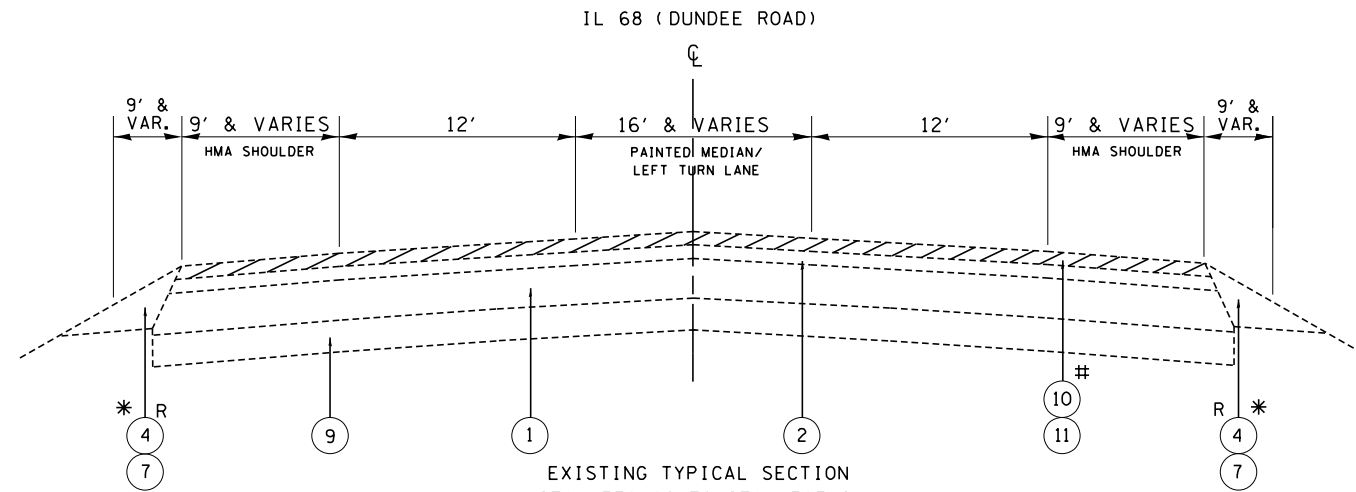 IL 68 (DUNDEE ROAD)
℄
9' &
VAR.
9' & VARIES
HMA SHOULDER
12'
16' & VARIES
PAINTED MEDIAN/
LEFT TURN LANE
12'
9' & VARIES
HMA SHOULDER
9' &
VAR.
* R
4
7
9
1
2
#
10
11
R *
4
7
EXISTING TYPICAL SECTION